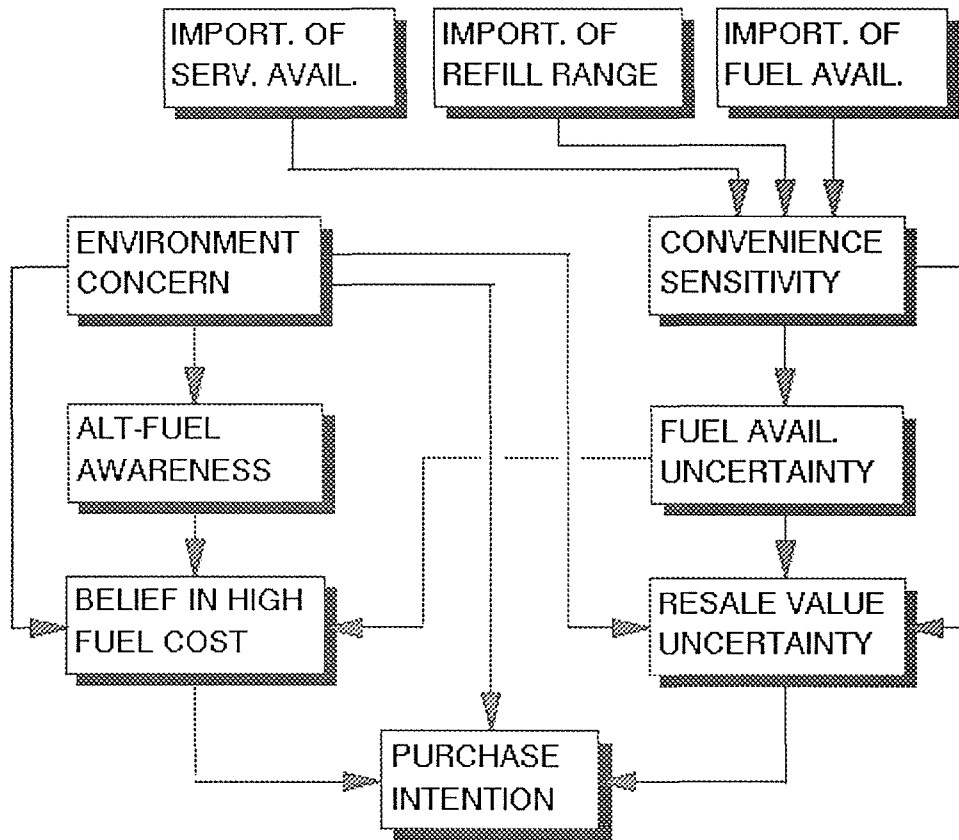 IMPORT. OF
SERV. AVAIL.
IMPORT. OF
REFILL RANGE
IMPORT. OF
FUEL AVAIL.
ENVIRONMENT
CONCERN
CONVENIENCE
SENSITIVITY
ALT-FUEL
AWARENESS
FUEL AVAIL.
UNCERTAINTY
BELIEF IN HIGH
FUEL COST
RESALE VALUE
UNCERTAINTY
PURCHASE
INTENTION